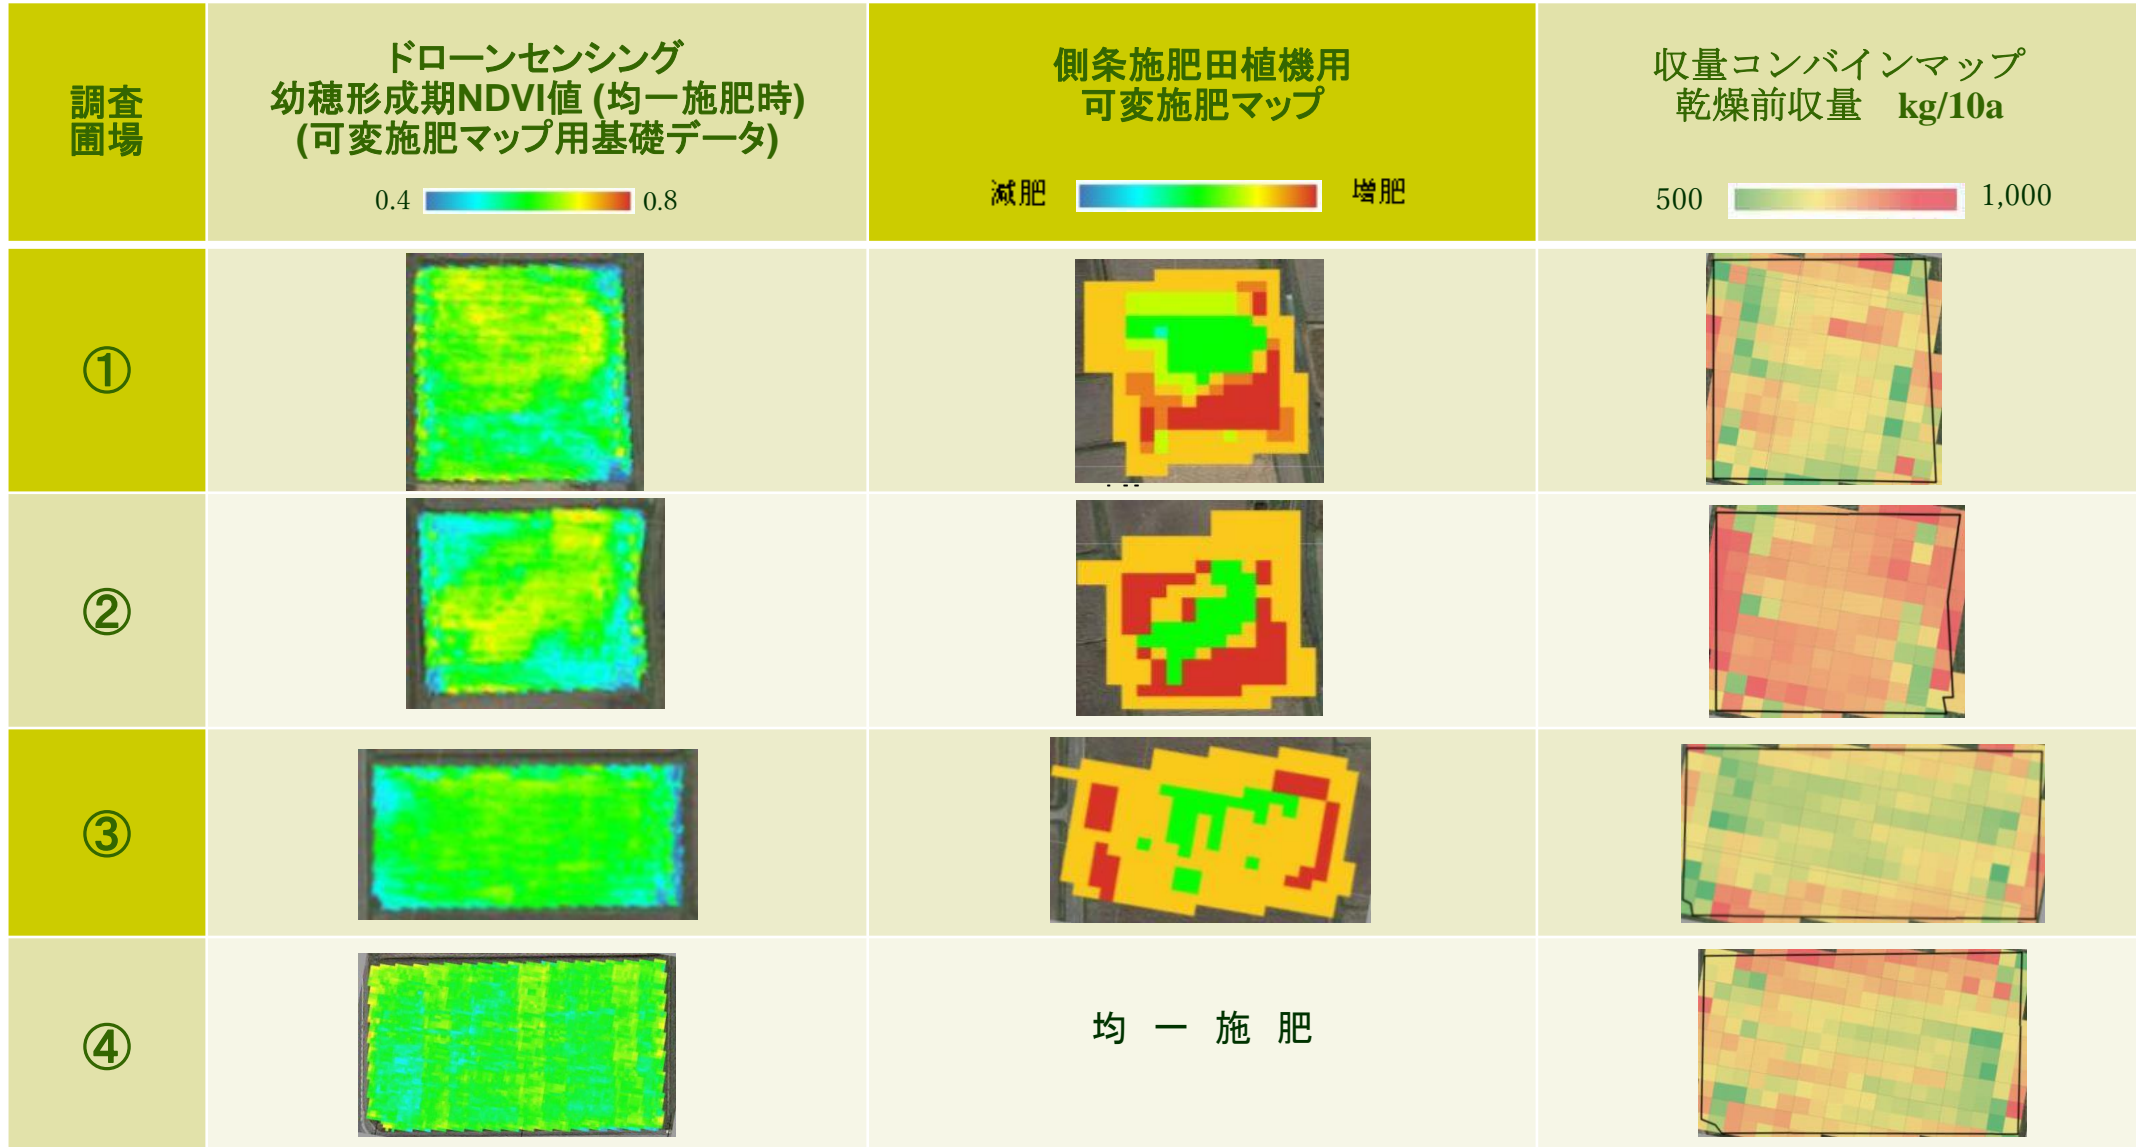 調査
圃場
ドローンセンシング
幼穂形成期NDVI値 (均一施肥時)
(可変施肥マップ用基礎データ)
0.4 0.8
側条施肥田植機用
可変施肥マップ
減肥 増肥
収量コンバインマップ
乾燥前収量 kg/10a
500 1,000
①
②
③
④
均 一 施 肥